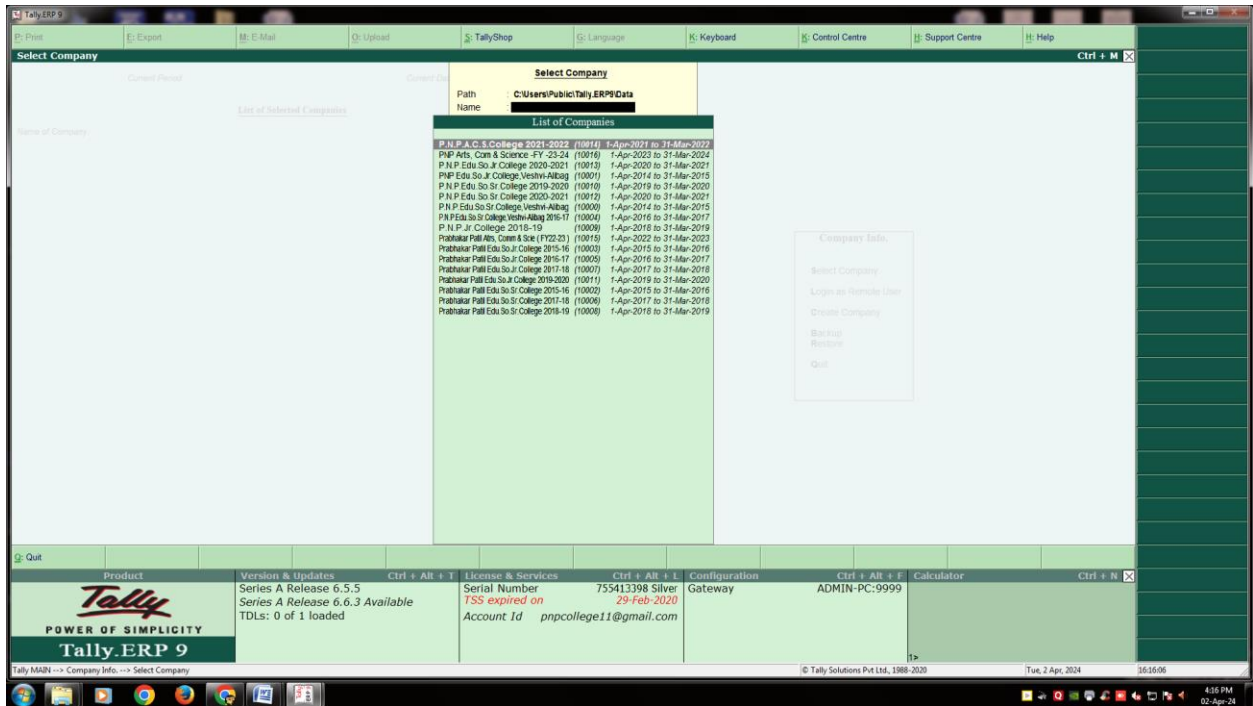 Tally.ERP 9
P: Print E: Export M: E-Mail O: Upload S: TallyShop G: Language K: Keyboard K: Control Centre H: Support Centre H: Help
Select Company Ctrl + M
Current Period
List of Selected Companies
Name of Company
Select Company
Path : C:\Users\Public\Tally.ERP9\Data
Name :
List of Companies
P.N.P.A.C.S.College 2021-2022 (10014) 1-Apr-2021 to 31-Mar-2022
PNP Arts, Com & Science -FY -23-24 (10016) 1-Apr-2023 to 31-Mar-2024
P.N.P.Edu.So.Jr.College 2020-2021 (10013) 1-Apr-2020 to 31-Mar-2021
PNP Edu.So.Jr.College,Veshvi-Alibag (10001) 1-Apr-2014 to 31-Mar-2015
P.N.P.Edu.So.Sr.College 2019-2020 (10010) 1-Apr-2019 to 31-Mar-2020
P.N.P.Edu.So.Sr.College 2020-2021 (10012) 1-Apr-2020 to 31-Mar-2021
P.N.P.Edu.So.Sr.College,Veshvi-Alibag (10000) 1-Apr-2014 to 31-Mar-2015
P.N.P.Edu.So.Sr.College,Veshvi-Alibag 2016-17 (10004) 1-Apr-2016 to 31-Mar-2017
P.N.P.Jr.College 2018-19 (10009) 1-Apr-2018 to 31-Mar-2019
Prabhakar Patil Atrs, Comm & Scie ( FY22-23 ) (10015) 1-Apr-2022 to 31-Mar-2023
Prabhakar Patil Edu.So.Jr.College 2015-16 (10003) 1-Apr-2015 to 31-Mar-2016
Prabhakar Patil Edu.So.Jr.College 2016-17 (10005) 1-Apr-2016 to 31-Mar-2017
Prabhakar Patil Edu.So.Jr.College 2017-18 (10007) 1-Apr-2017 to 31-Mar-2018
Prabhakar Patil Edu.So.Jr.College 2019-2020 (10011) 1-Apr-2019 to 31-Mar-2020
Prabhakar Patil Edu.So.Sr.College 2015-16 (10002) 1-Apr-2015 to 31-Mar-2016
Prabhakar Patil Edu.So.Sr.College 2017-18 (10006) 1-Apr-2017 to 31-Mar-2018
Prabhakar Patil Edu.So.Sr.College 2018-19 (10008) 1-Apr-2018 to 31-Mar-2019
Company Info.
Select Company
Login as Remote User
Create Company
Backup
Restore
Quit
Q: Quit
Product
Tally
POWER OF SIMPLICITY
Tally.ERP 9
Version & Updates Ctrl + Alt + T
Series A Release 6.5.5
Series A Release 6.6.3 Available
TDLs: 0 of 1 loaded
License & Services Ctrl + Alt + L
Serial Number 755413398 Silver
TSS expired on 29-Feb-2020
Account Id pnpcollege11@gmail.com
Configuration Ctrl + Alt + F
Gateway ADMIN-PC:9999
Calculator Ctrl + N
1>
Tally MAIN --> Company Info. --> Select Company © Tally Solutions Pvt Ltd., 1988-2020 Tue, 2 Apr, 2024 16:16:06
4:16 PM
02-Apr-24